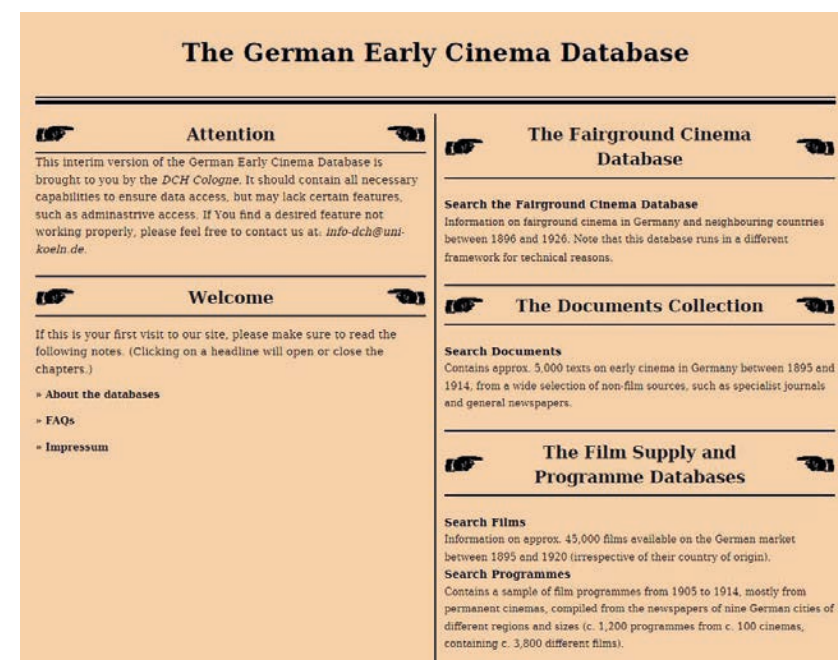 The German Early Cinema Database
Attention
This interim version of the German Early Cinema Database is
brought to you by the DCH Cologne. It should contain all necessary
capabilities to ensure data access, but may lack certain features,
such as adminastrive access. If You find a desired feature not
working properly, please feel free to contact us at: info-dch@uni-
koeln.de.
Welcome
If this is your first visit to our site, please make sure to read the
following notes. (Clicking on a headline will open or close the
chapters.)
» About the databases
» FAQs
» Impressum
The Fairground Cinema
Database
Search the Fairground Cinema Database
Information on fairground cinema in Germany and neighbouring countries
between 1896 and 1926. Note that this database runs in a different
framework for technical reasons.
The Documents Collection
Search Documents
Contains approx. 5,000 texts on early cinema in Germany between 1895 and
1914, from a wide selection of non-film sources, such as specialist journals
and general newspapers.
The Film Supply and
Programme Databases
Search Films
Information on approx. 45,000 films available on the German market
between 1895 and 1920 (irrespective of their country of origin).
Search Programmes
Contains a sample of film programmes from 1905 to 1914, mostly from
permanent cinemas, compiled from the newspapers of nine German cities of
different regions and sizes (c. 1,200 programmes from c. 100 cinemas,
containing c. 3,800 different films).